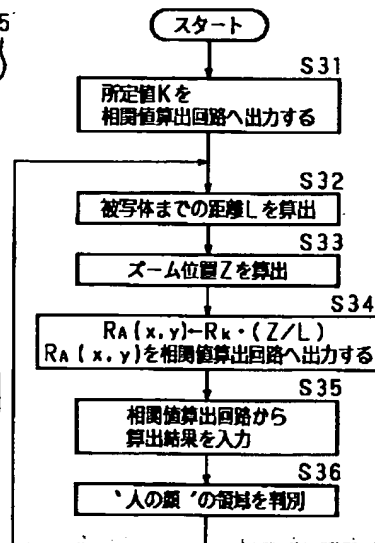 5
スタート
S31
所定値Kを
相関値算出回路へ出力する
S32
被写体までの距離Lを算出
S33
ズーム位置Zを算出
S34
RA(x,y)←Rk・(Z/L)
RA(x,y)を相関値算出回路へ出力する
S35
相関値算出回路から
算出結果を入力
S36
‘人の顔’の領域を判別